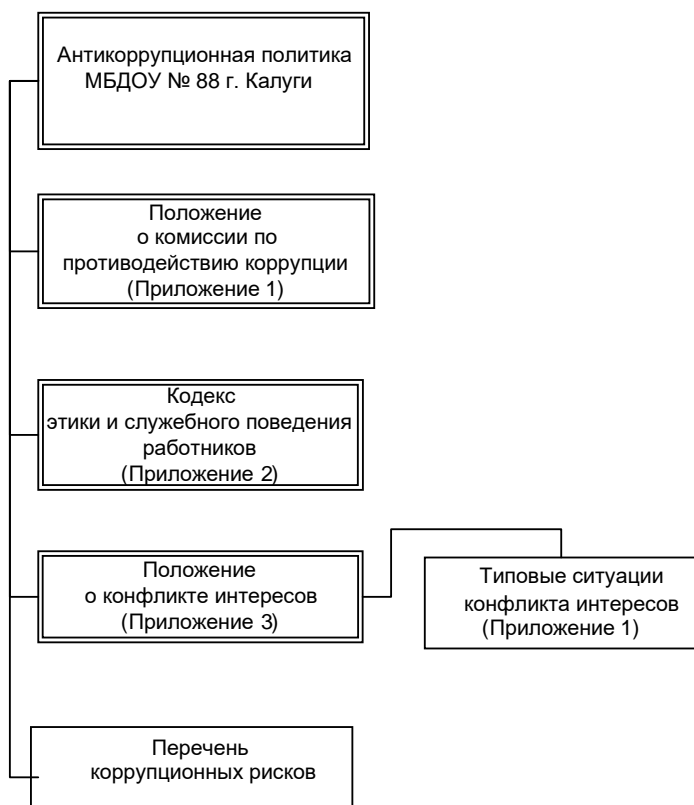 Антикоррупционная политика
МБДОУ № 88 г. Калуги
Положение
о комиссии по
противодействию коррупции
(Приложение 1)
Кодекс
этики и служебного поведения
работников
(Приложение 2)
Положение
о конфликте интересов
(Приложение 3)
Типовые ситуации
конфликта интересов
(Приложение 1)
Перечень
коррупционных рисков